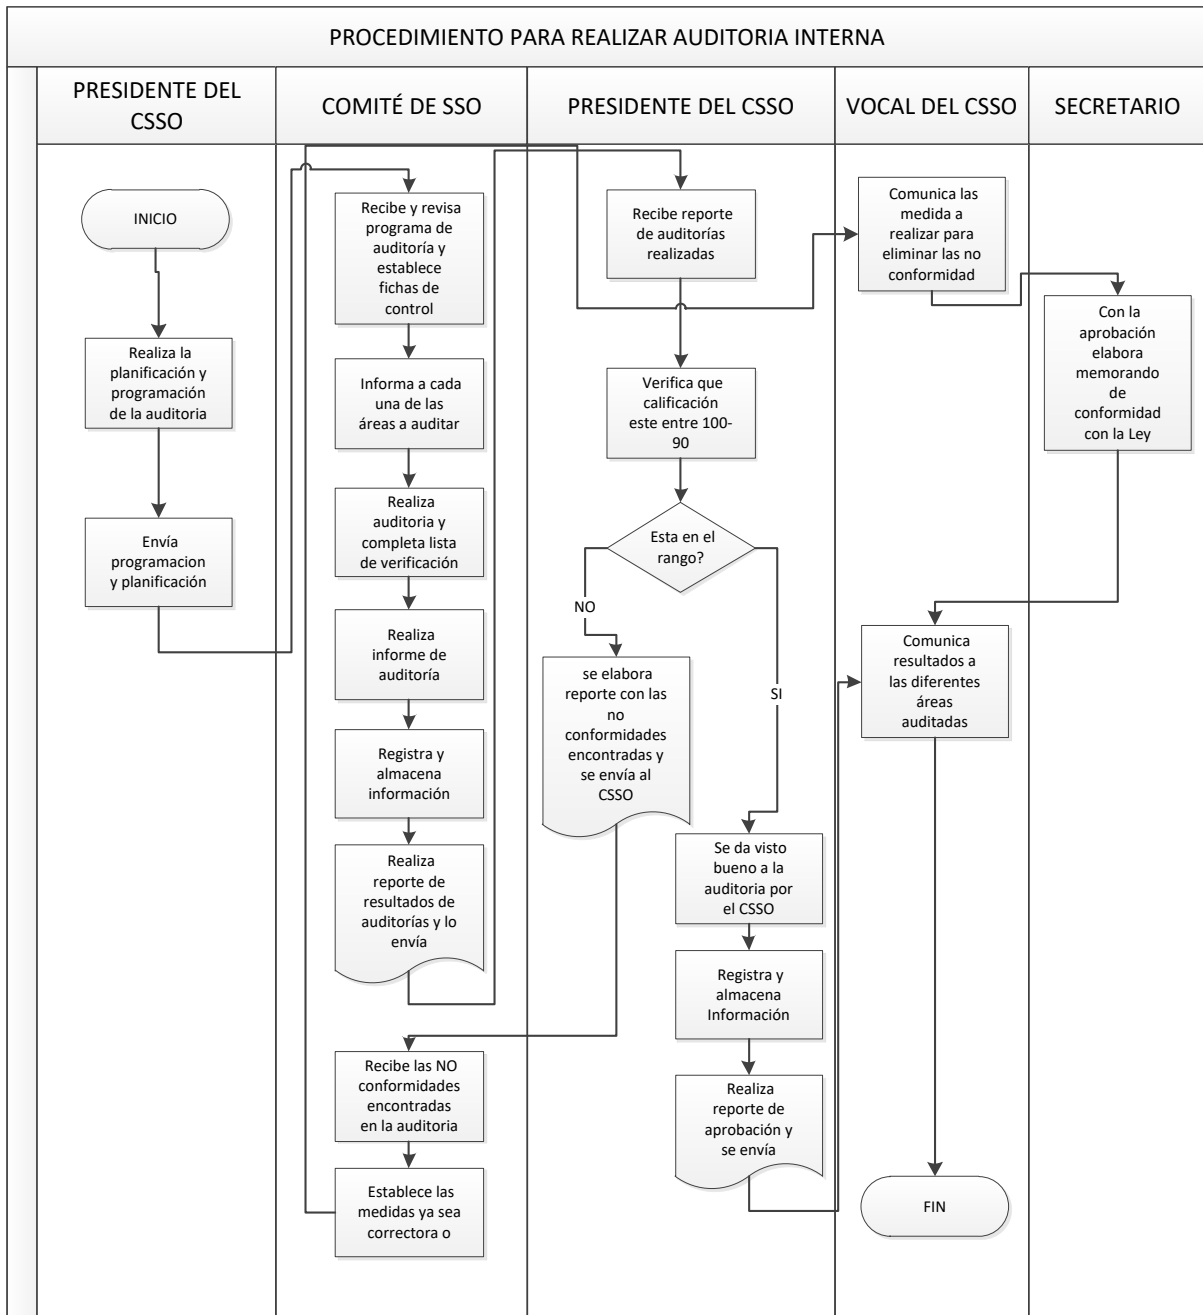 PROCEDIMIENTO PARA REALIZAR AUDITORIA INTERNA
PRESIDENTE DEL
CSSO
COMITÉ DE SSO
PRESIDENTE DEL CSSO
VOCAL DEL CSSO
SECRETARIO
INICIO
Realiza la
planificación y
programación
de la auditoria
Envía
programacion
y planificación
Recibe y revisa
programa de
auditoría y
establece
fichas de
control
Informa a cada
una de las
áreas a auditar
Realiza
auditoria y
completa lista
de verificación
Realiza
informe de
auditoría
Registra y
almacena
información
Realiza
reporte de
resultados de
auditorías y lo
envía
Recibe las NO
conformidades
encontradas
en la auditoria
Establece las
medidas ya sea
correctora o
Recibe reporte
de auditorías
realizadas
Verifica que
calificación
este entre 100-
90
Esta en el
rango?
NO
SI
se elabora
reporte con las
no
conformidades
encontradas y
se envía al
CSSO
Se da visto
bueno a la
auditoria por
el CSSO
Registra y
almacena
Información
Realiza
reporte de
aprobación y
se envía
Comunica las
medida a
realizar para
eliminar las no
conformidad
Con la
aprobación
elabora
memorando
de
conformidad
con la Ley
Comunica
resultados a
las diferentes
áreas
auditadas
FIN